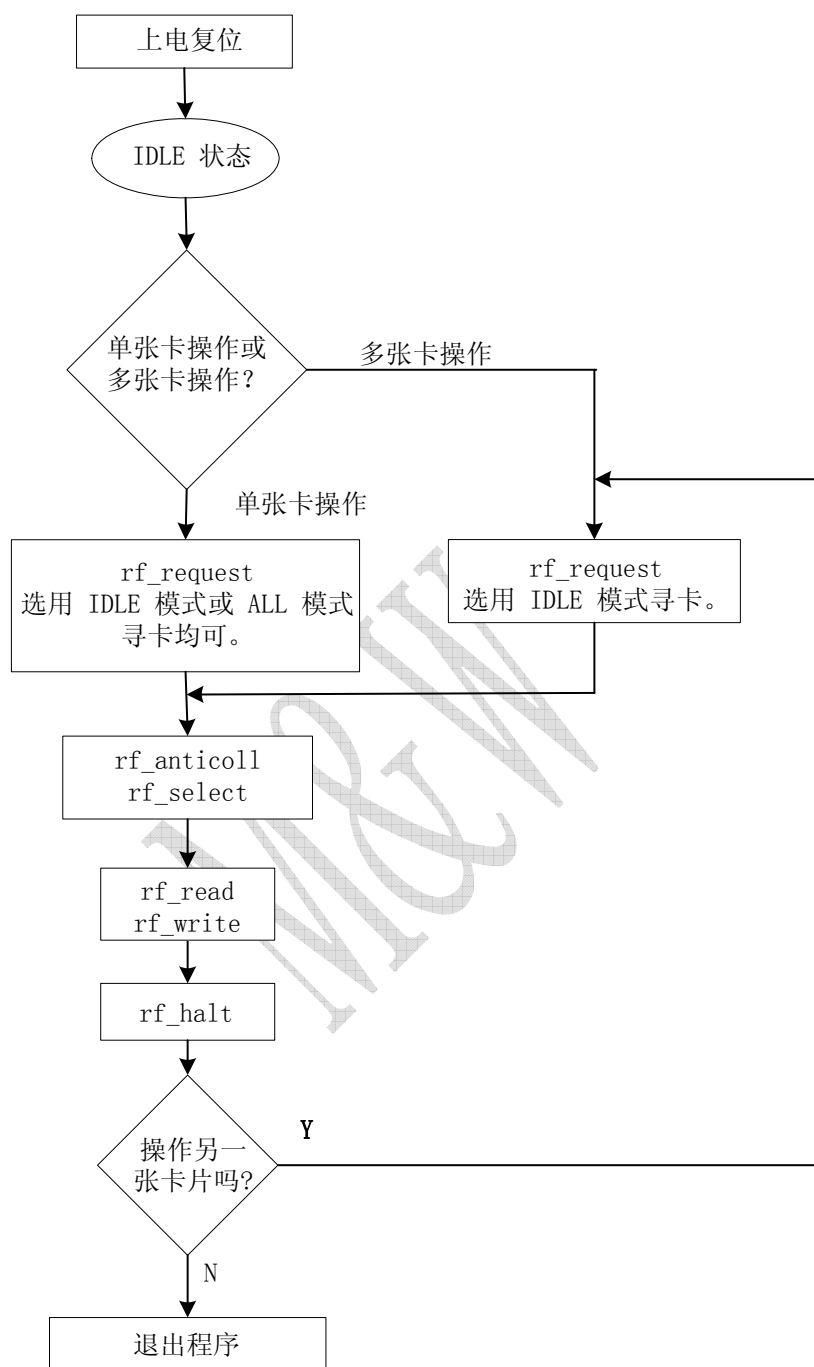 上电复位
IDLE 状态
单张卡操作或
多张卡操作?
多张卡操作
单张卡操作
rf_request
选用 IDLE 模式或 ALL 模式
寻卡均可。
rf_request
选用 IDLE 模式寻卡。
rf_anticoll
rf_select
rf_read
rf_write
rf_halt
操作另一
张卡片吗?
Y
N
退出程序
M&W